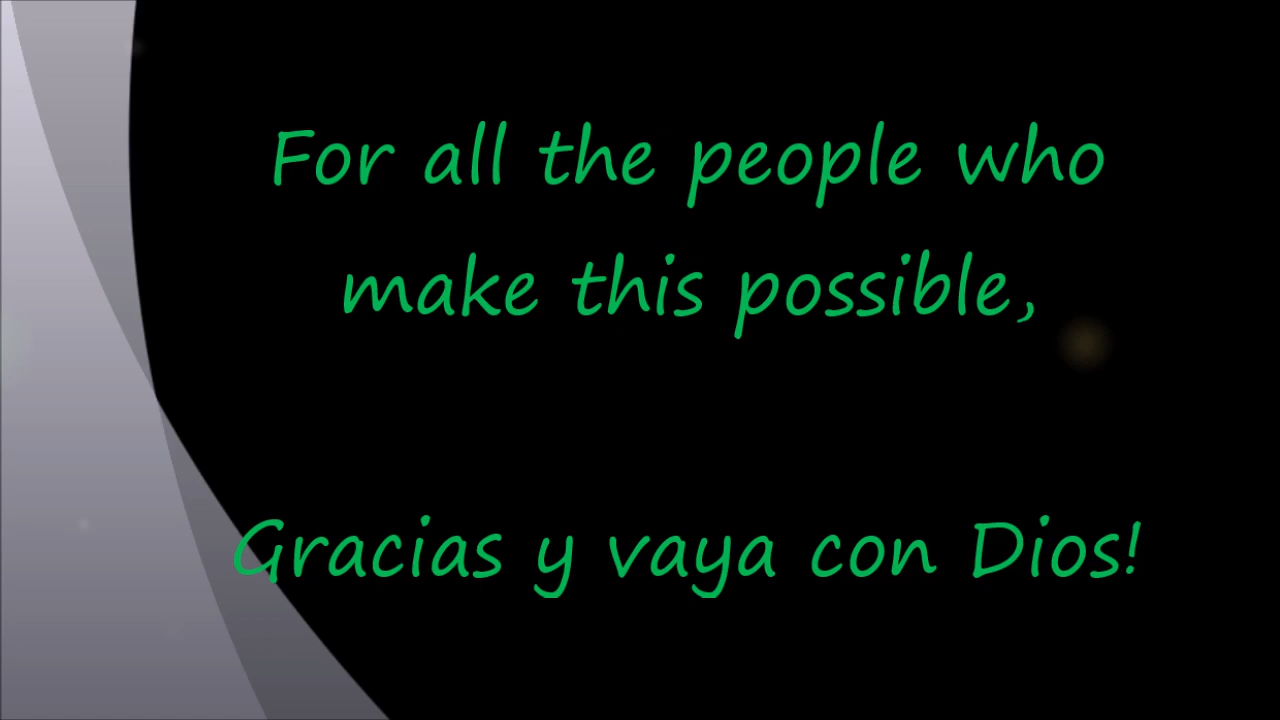 For all the people who
make this possible,
Gracias y vaya con Dios!